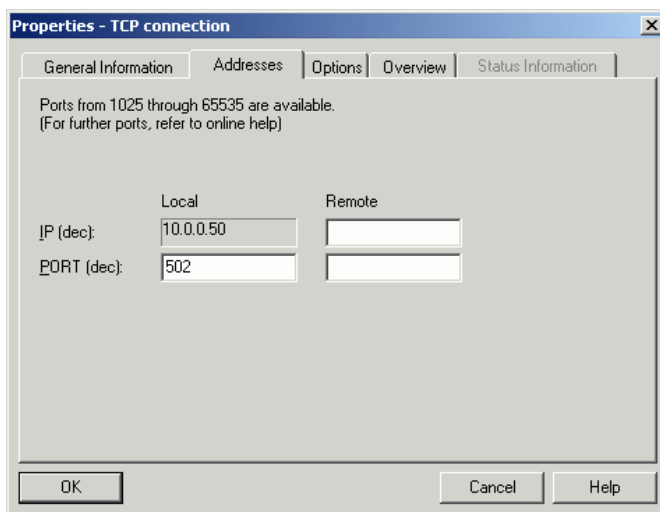 Properties - TCP connection
General Information Addresses Options Overview Status Information
Ports from 1025 through 65535 are available.
(For further ports, refer to online help)
Local Remote
IP (dec): 10.0.0.50
PORT (dec): 502
OK Cancel Help